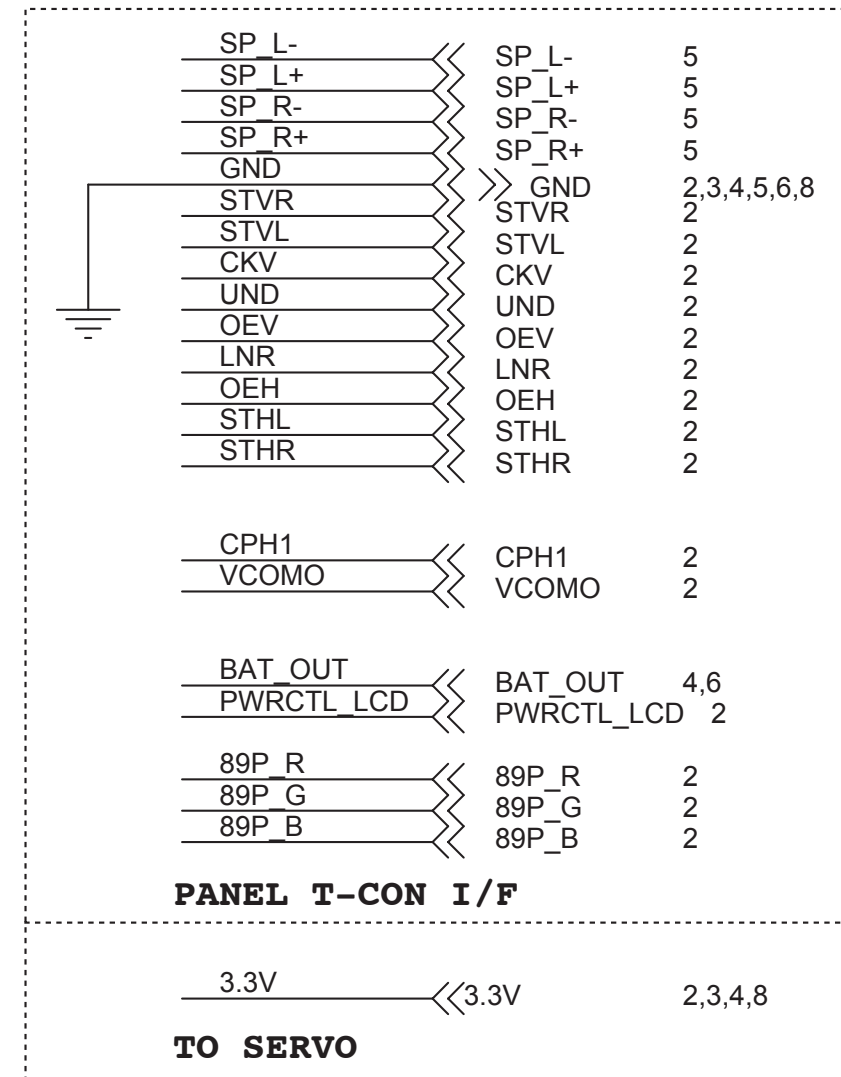 SP_L- SP_L- 5
SP_L+ SP_L+ 5
SP_R- SP_R- 5
SP_R+ SP_R+ 5
GND GND 2,3,4,5,6,8
STVR STVR 2
STVL STVL 2
CKV CKV 2
UND UND 2
OEV OEV 2
LNR LNR 2
OEH OEH 2
STHL STHL 2
STHR STHR 2
CPH1 CPH1 2
VCOMO VCOMO 2
BAT_OUT BAT_OUT 4,6
PWRCTL_LCD PWRCTL_LCD 2
89P_R 89P_R 2
89P_G 89P_G 2
89P_B 89P_B 2
PANEL T-CON I/F
3.3V 3.3V 2,3,4,8
TO SERVO